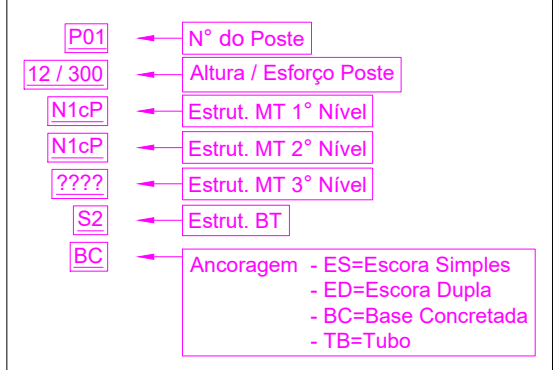 P01 N° do Poste
12 / 300 Altura / Esforço Poste
N1cP Estrut. MT 1° Nível
N1cP Estrut. MT 2° Nível
???? Estrut. MT 3° Nível
S2 Estrut. BT
BC Ancoragem - ES=Escora Simples
- ED=Escora Dupla
- BC=Base Concretada
- TB=Tubo